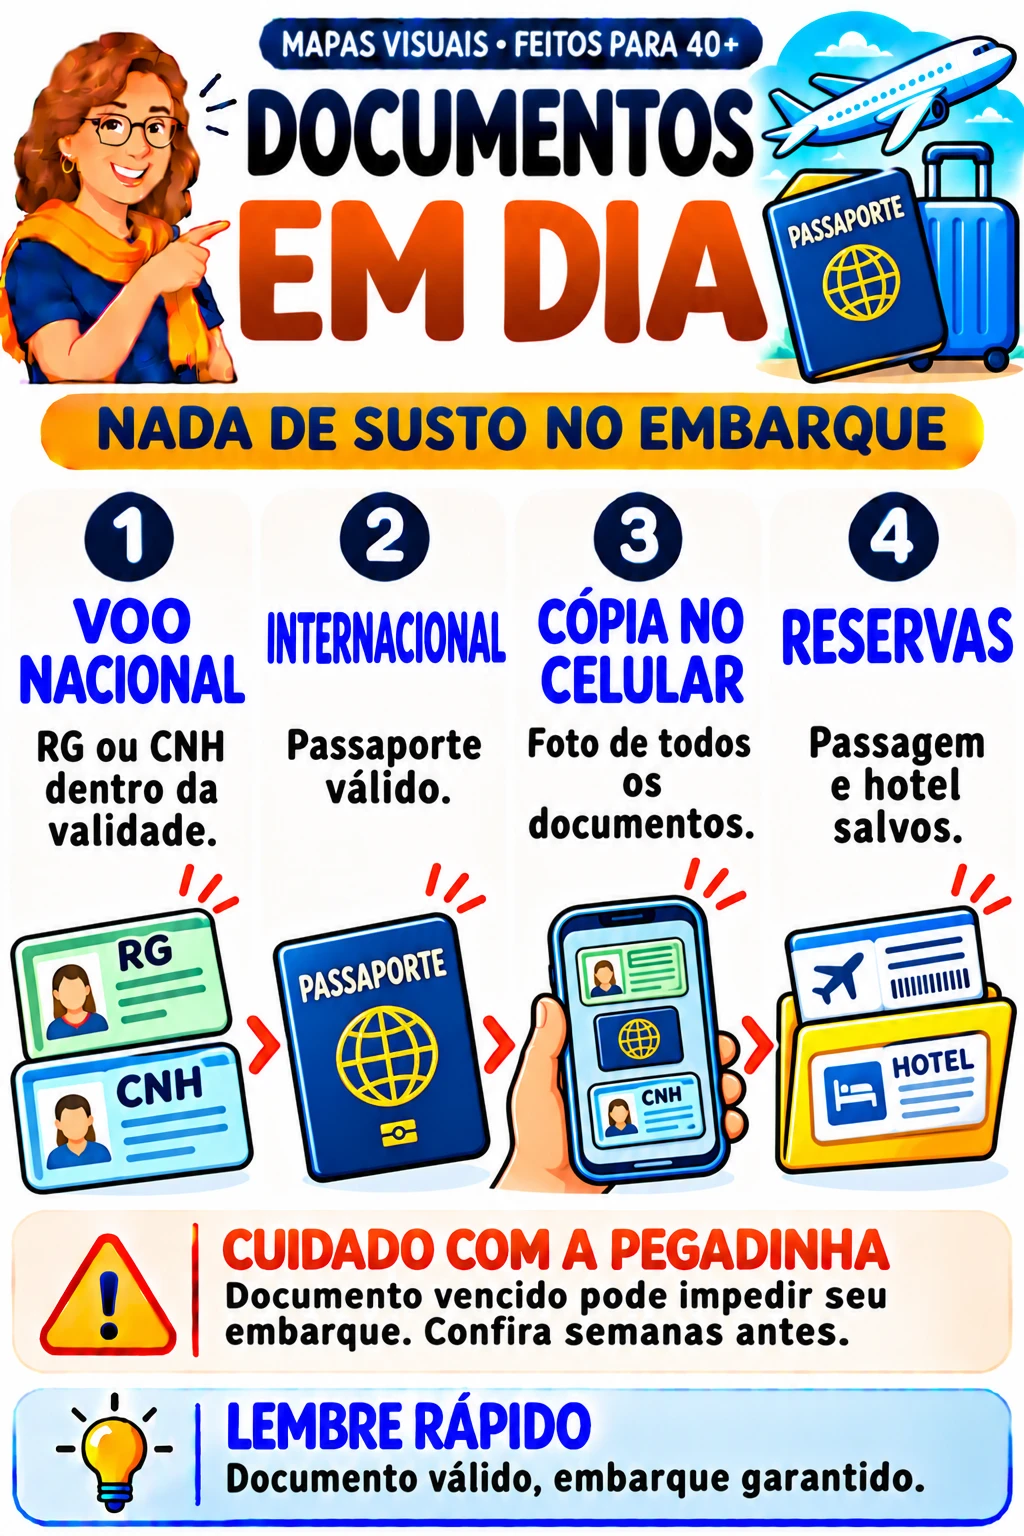 MAPAS VISUAIS • FEITOS PARA 40+
DOCUMENTOS
EM DIA
PASSAPORTE
NADA DE SUSTO NO EMBARQUE
1
VOO
NACIONAL
RG ou CNH
dentro da
validade.
RG
CNH
2
INTERNACIONAL
Passaporte
válido.
PASSAPORTE
3
CÓPIA NO
CELULAR
Foto de todos
os
documentos.
CNH
4
RESERVAS
Passagem
e hotel
salvos.
HOTEL
CUIDADO COM A PEGADINHA
Documento vencido pode impedir seu
embarque. Confira semanas antes.
LEMBRE RÁPIDO
Documento válido, embarque garantido.